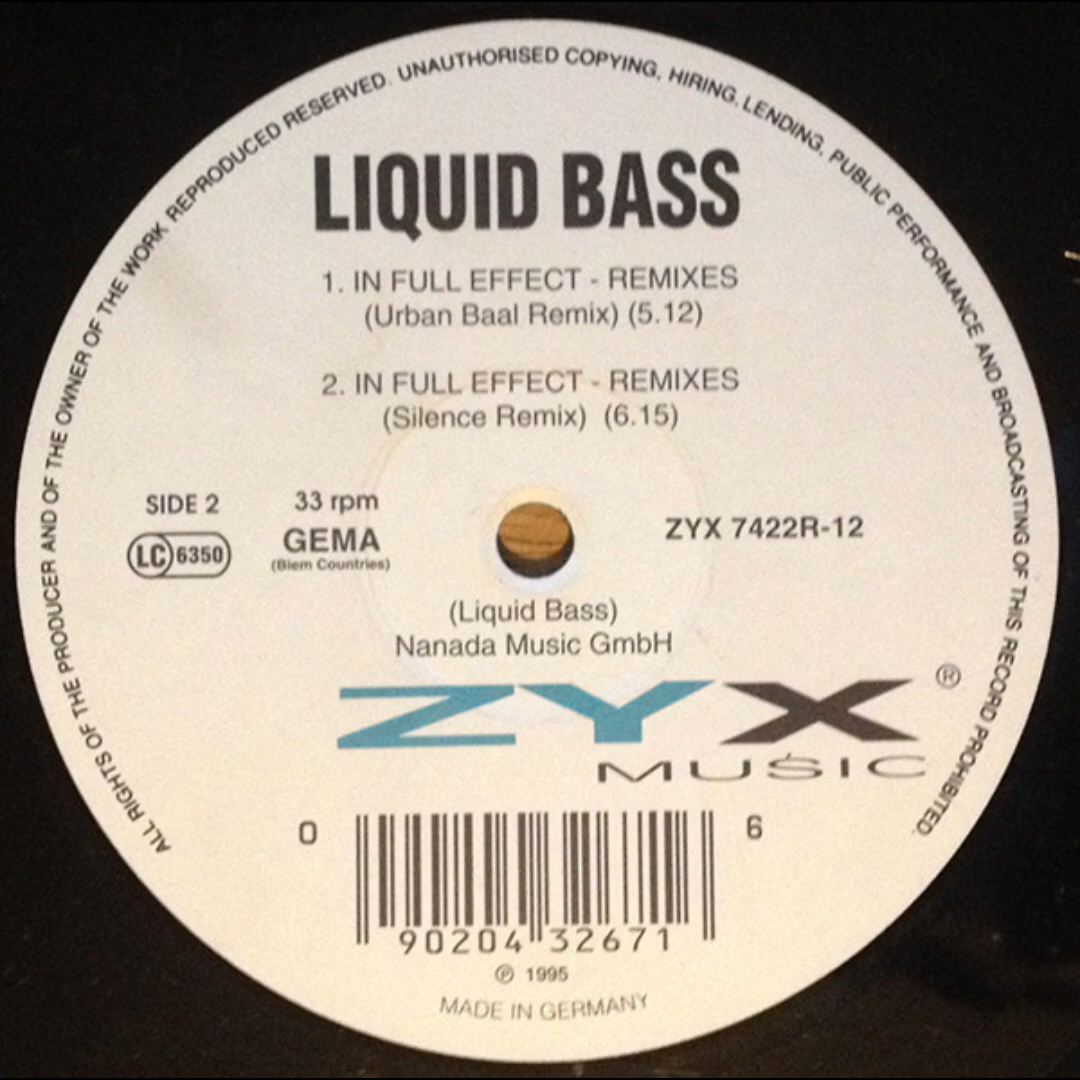 ALL RIGHTS OF THE PRODUCER AND OF THE OWNER OF THE WORK REPRODUCED RESERVED. UNAUTHORISED COPYING, HIRING, LENDING, PUBLIC PERFORMANCE AND BROADCASTING OF THIS RECORD PROHIBITED.
LIQUID BASS
1. IN FULL EFFECT - REMIXES
(Urban Baal Remix) (5.12)
2. IN FULL EFFECT - REMIXES
(Silence Remix) (6.15)
SIDE 2
LC 6350
33 rpm
GEMA
(Biem Countries)
ZYX 7422R-12
(Liquid Bass)
Nanada Music GmbH
ZYX ®
MUSIC
0 90204 32671 6
℗ 1995
MADE IN GERMANY